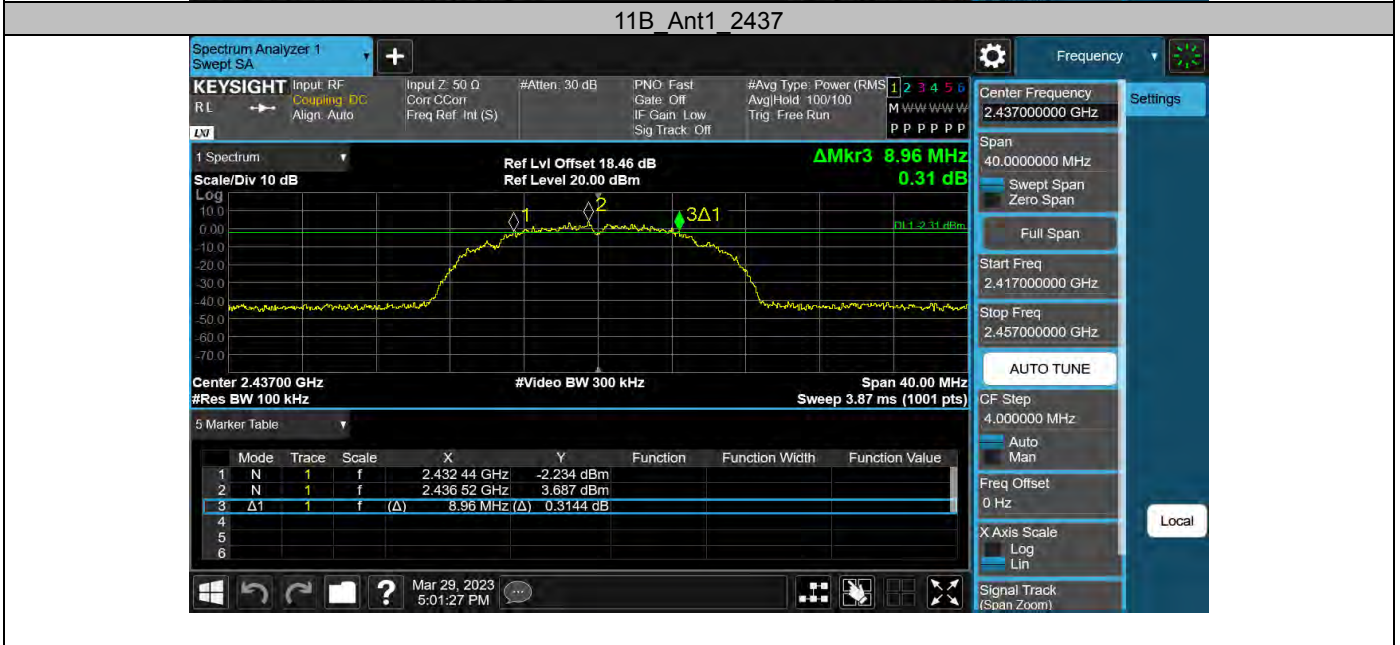 11B_Ant1_2437
Spectrum Analyzer 1
Swept SA
+
Frequency
KEYSIGHT
RL
LXI
Input: RF
Coupling: DC
Align: Auto
Input Z: 50 Ω
Corr CCorr
Freq Ref: Int (S)
#Atten: 30 dB
PNO: Fast
Gate: Off
IF Gain: Low
Sig Track: Off
#Avg Type: Power (RMS
Avg|Hold: 100/100
Trig: Free Run
1 2 3 4 5 6
M W W W W W
P P P P P P
1 Spectrum
Scale/Div 10 dB
Ref Lvl Offset 18.46 dB
Ref Level 20.00 dBm
ΔMkr3 8.96 MHz
0.31 dB
Log
10.0
0.00
-10.0
-20.0
-30.0
-40.0
-50.0
-60.0
-70.0
1
2
3Δ1
DL1 -2.31 dBm
Center 2.43700 GHz
#Res BW 100 kHz
#Video BW 300 kHz
Span 40.00 MHz
Sweep 3.87 ms (1001 pts)
5 Marker Table
Mode Trace Scale X Y Function Function Width Function Value
1 N 1 f 2.432 44 GHz -2.234 dBm
2 N 1 f 2.436 52 GHz 3.687 dBm
3 Δ1 1 f (Δ) 8.96 MHz (Δ) 0.3144 dB
4
5
6
Center Frequency
2.437000000 GHz
Settings
Span
40.0000000 MHz
Swept Span
Zero Span
Full Span
Start Freq
2.417000000 GHz
Stop Freq
2.457000000 GHz
AUTO TUNE
CF Step
4.000000 MHz
Auto
Man
Freq Offset
0 Hz
X Axis Scale
Log
Lin
Local
Signal Track
(Span Zoom)
?
Mar 29, 2023
5:01:27 PM